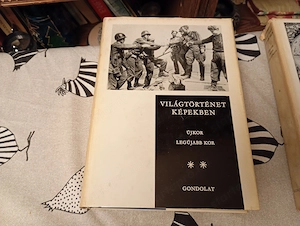 VILÁGTÖRTÉNET
KÉPEKBEN
ÚJKOR
LEGÚJABB KOR
* *
GONDOLAT